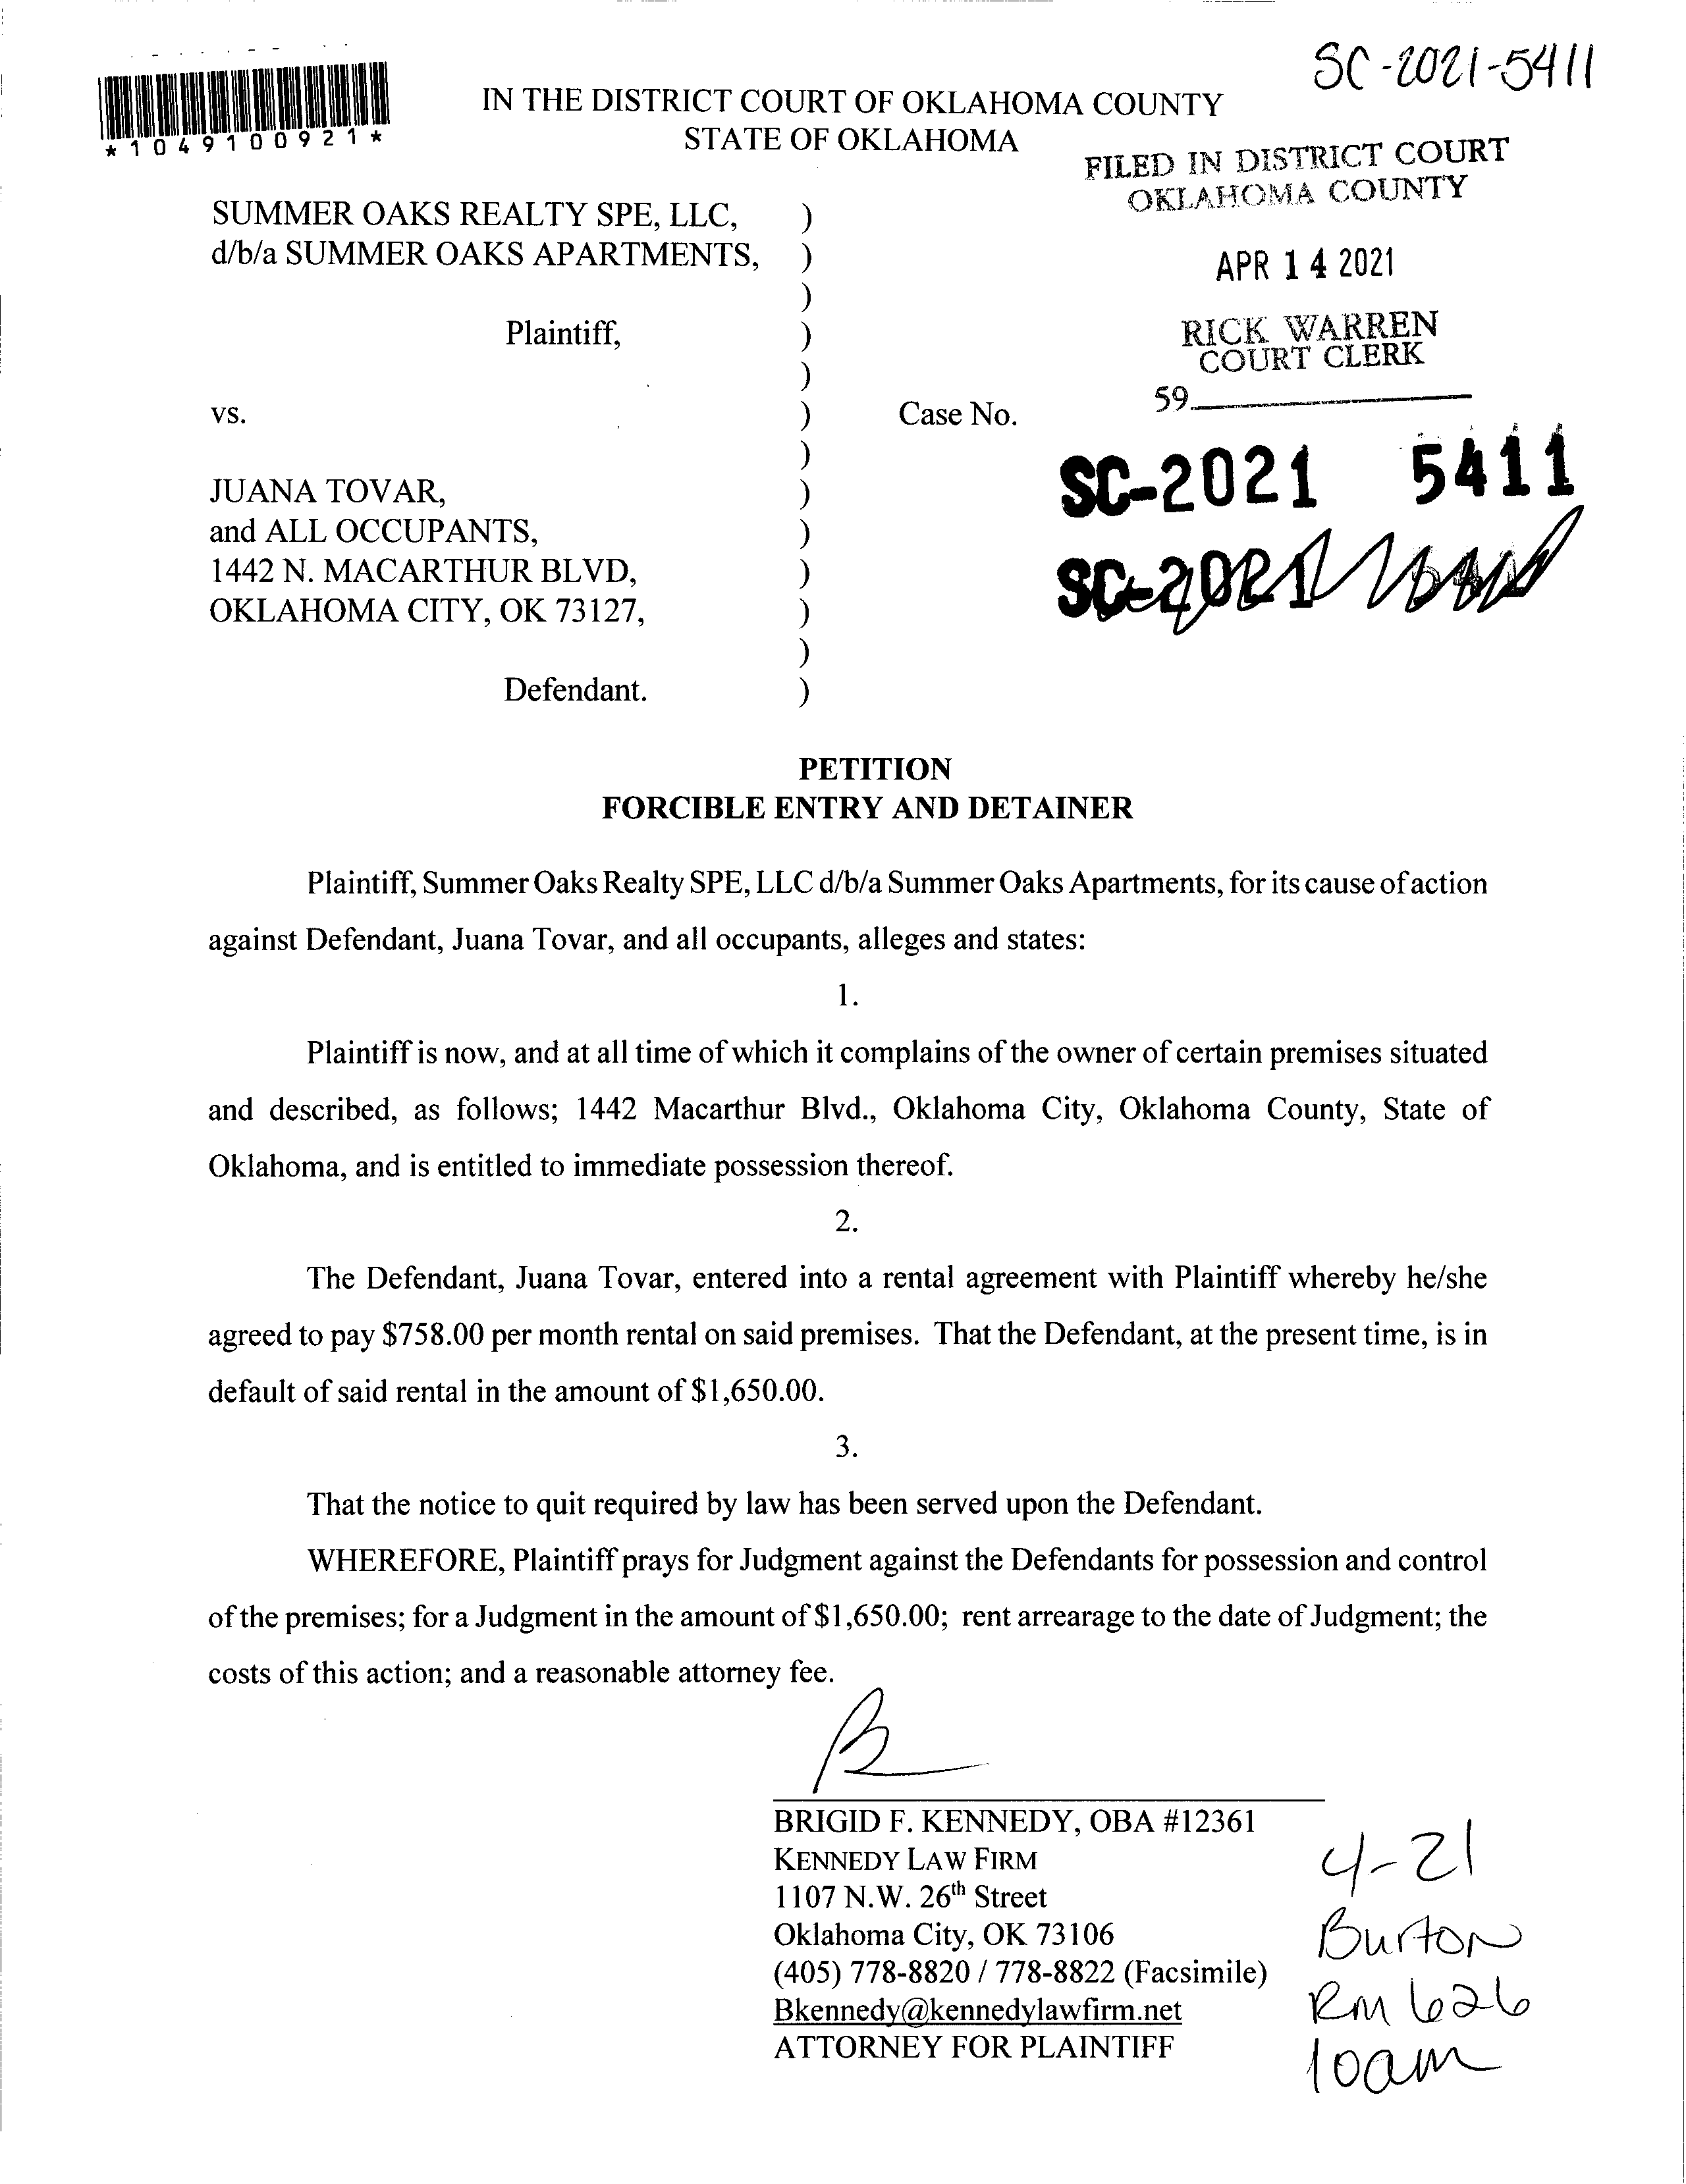 SC-2021-5411
*1049100921*
IN THE DISTRICT COURT OF OKLAHOMA COUNTY
STATE OF OKLAHOMA
FILED IN DISTRICT COURT
OKLAHOMA COUNTY
SUMMER OAKS REALTY SPE, LLC, )
d/b/a SUMMER OAKS APARTMENTS, )
APR 14 2021
)
Plaintiff, )
RICK WARREN
COURT CLERK
)
59
vs. ) Case No.
)
SC-2021 5411
JUANA TOVAR, )
and ALL OCCUPANTS, )
1442 N. MACARTHUR BLVD, )
SC-2021
OKLAHOMA CITY, OK 73127, )
)
Defendant. )
PETITION
FORCIBLE ENTRY AND DETAINER
Plaintiff, Summer Oaks Realty SPE, LLC d/b/a Summer Oaks Apartments, for its cause of action
against Defendant, Juana Tovar, and all occupants, alleges and states:
1.
Plaintiff is now, and at all time of which it complains of the owner of certain premises situated
and described, as follows; 1442 Macarthur Blvd., Oklahoma City, Oklahoma County, State of
Oklahoma, and is entitled to immediate possession thereof.
2.
The Defendant, Juana Tovar, entered into a rental agreement with Plaintiff whereby he/she
agreed to pay $758.00 per month rental on said premises. That the Defendant, at the present time, is in
default of said rental in the amount of $1,650.00.
3.
That the notice to quit required by law has been served upon the Defendant.
WHEREFORE, Plaintiff prays for Judgment against the Defendants for possession and control
of the premises; for a Judgment in the amount of $1,650.00; rent arrearage to the date of Judgment; the
costs of this action; and a reasonable attorney fee.
BRIGID F. KENNEDY, OBA #12361
KENNEDY LAW FIRM
1107 N.W. 26th Street
Oklahoma City, OK 73106
(405) 778-8820 / 778-8822 (Facsimile)
Bkennedy@kennedylawfirm.net
ATTORNEY FOR PLAINTIFF
4-21
Burton
Rm 626
10am